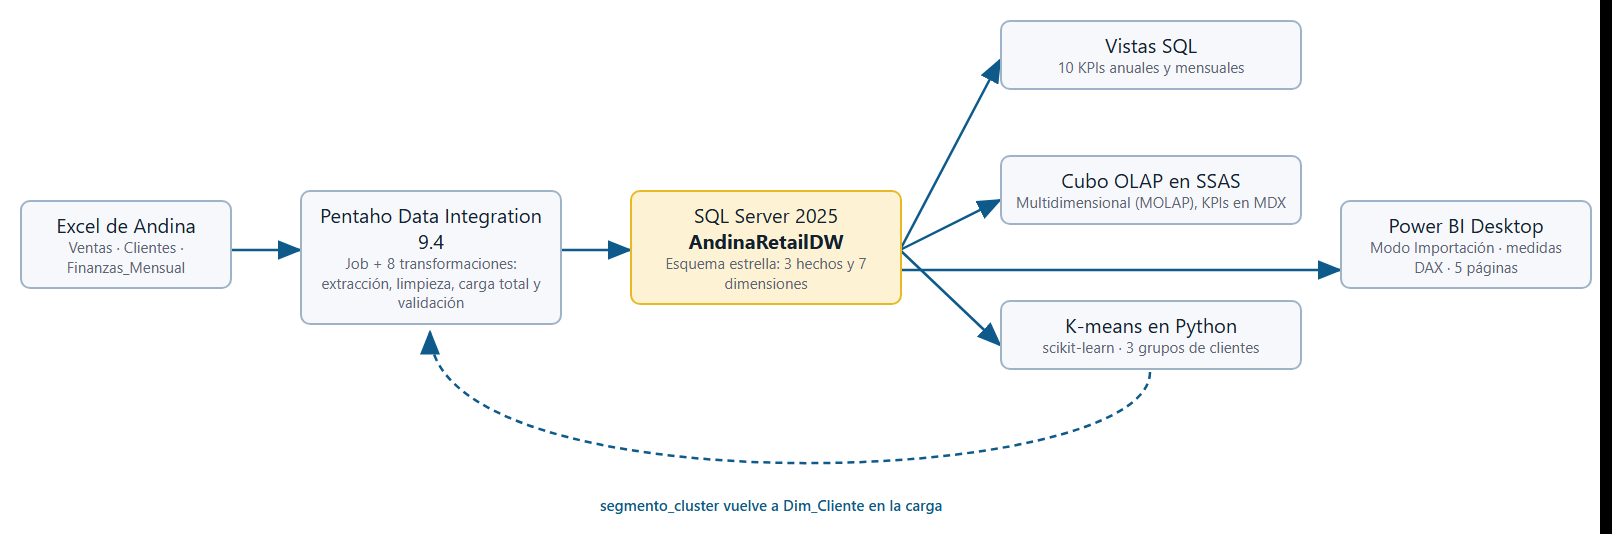 Excel de Andina
Ventas · Clientes ·
Finanzas_Mensual
Pentaho Data Integration
9.4
Job + 8 transformaciones:
extracción, limpieza, carga total y
validación
SQL Server 2025
AndinaRetailDW
Esquema estrella: 3 hechos y 7
dimensiones
Vistas SQL
10 KPIs anuales y mensuales
Cubo OLAP en SSAS
Multidimensional (MOLAP), KPIs en MDX
K-means en Python
scikit-learn · 3 grupos de clientes
Power BI Desktop
Modo Importación · medidas
DAX · 5 páginas
segmento_cluster vuelve a Dim_Cliente en la carga